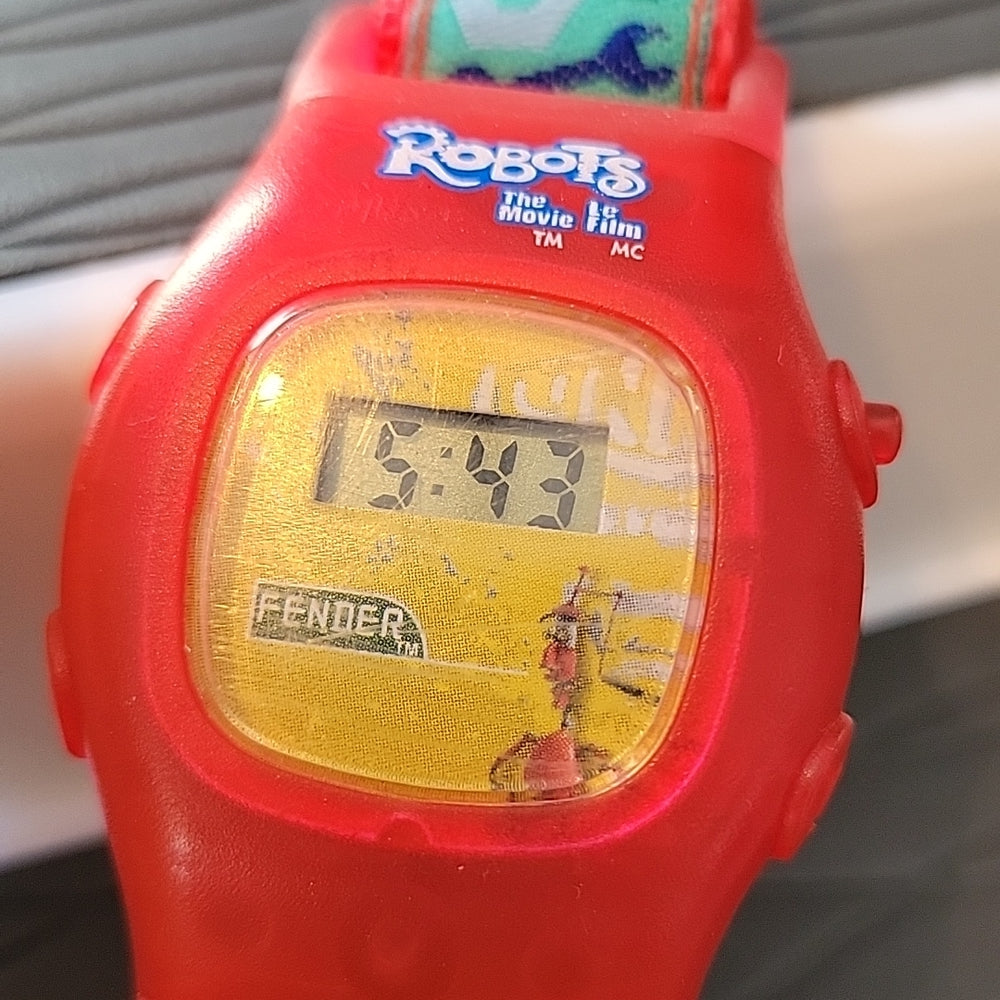 ROBOTS
The Movie Le Film
TM MC
5:43
FENDER TM